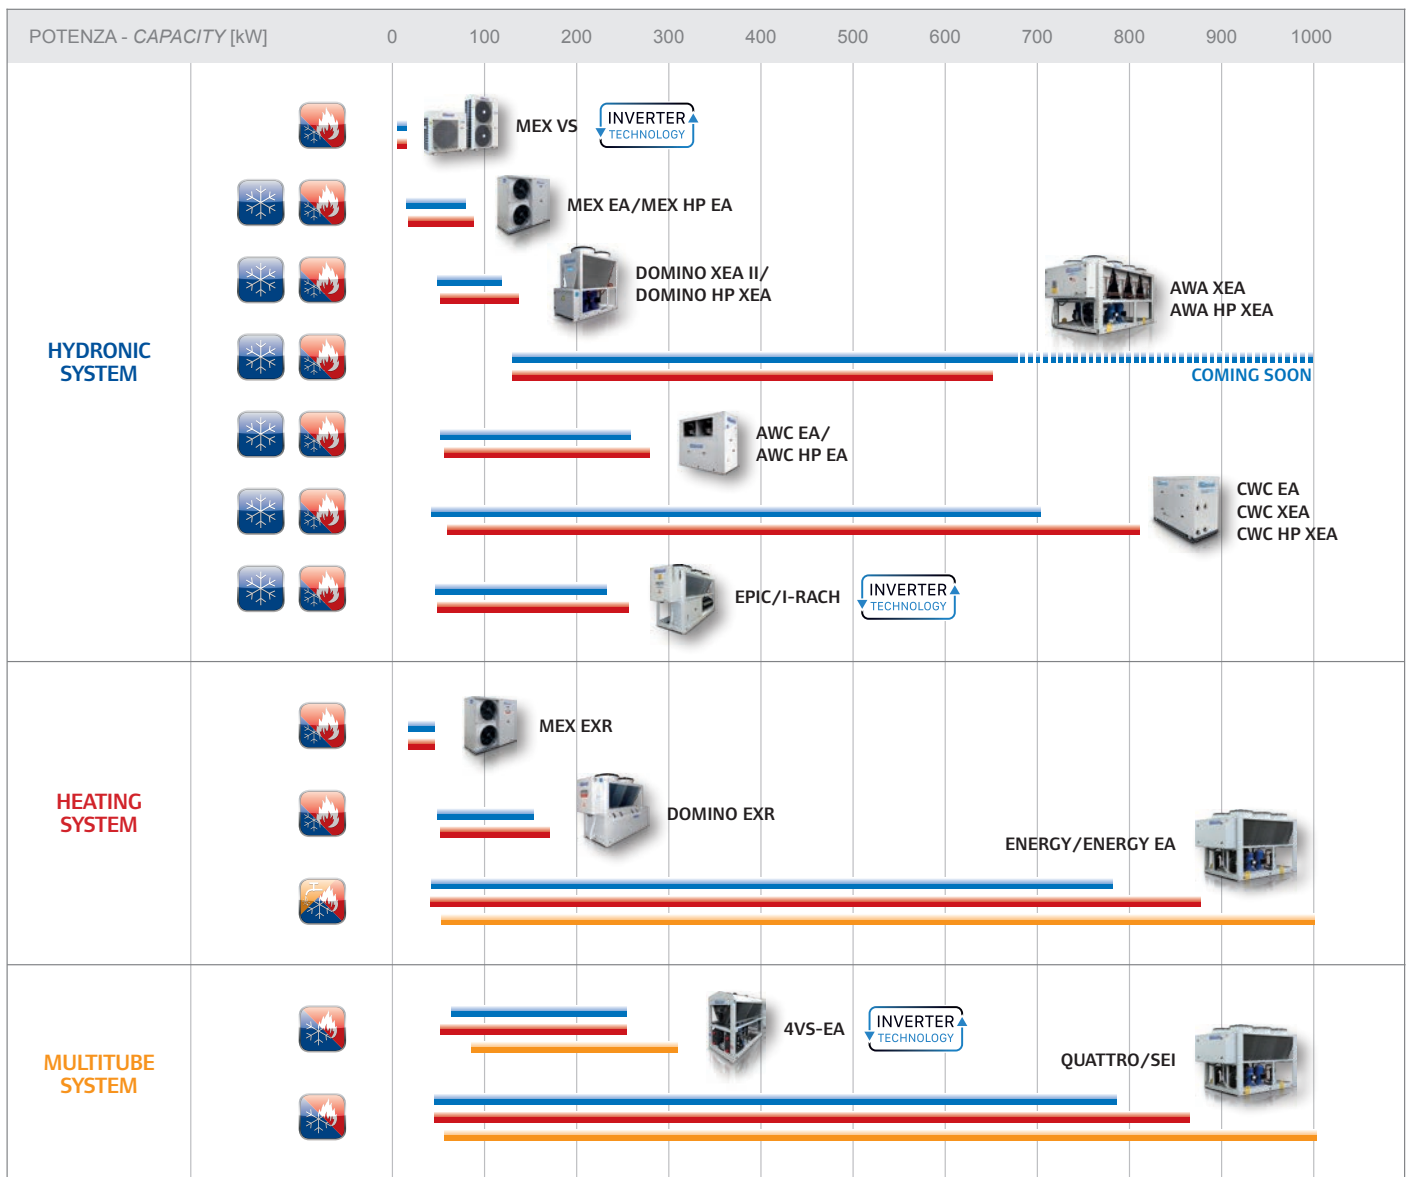 POTENZA - CAPACITY [kW] 0 100 200 300 400 500 600 700 800 900 1000
MEX VS
INVERTER
TECHNOLOGY
MEX EA/MEX HP EA
DOMINO XEA II/
DOMINO HP XEA
AWA XEA
AWA HP XEA
HYDRONIC
SYSTEM
COMING SOON
AWC EA/
AWC HP EA
CWC EA
CWC XEA
CWC HP XEA
EPIC/I-RACH
INVERTER
TECHNOLOGY
MEX EXR
HEATING
SYSTEM
DOMINO EXR
ENERGY/ENERGY EA
4VS-EA
INVERTER
TECHNOLOGY
MULTITUBE
SYSTEM
QUATTRO/SEI